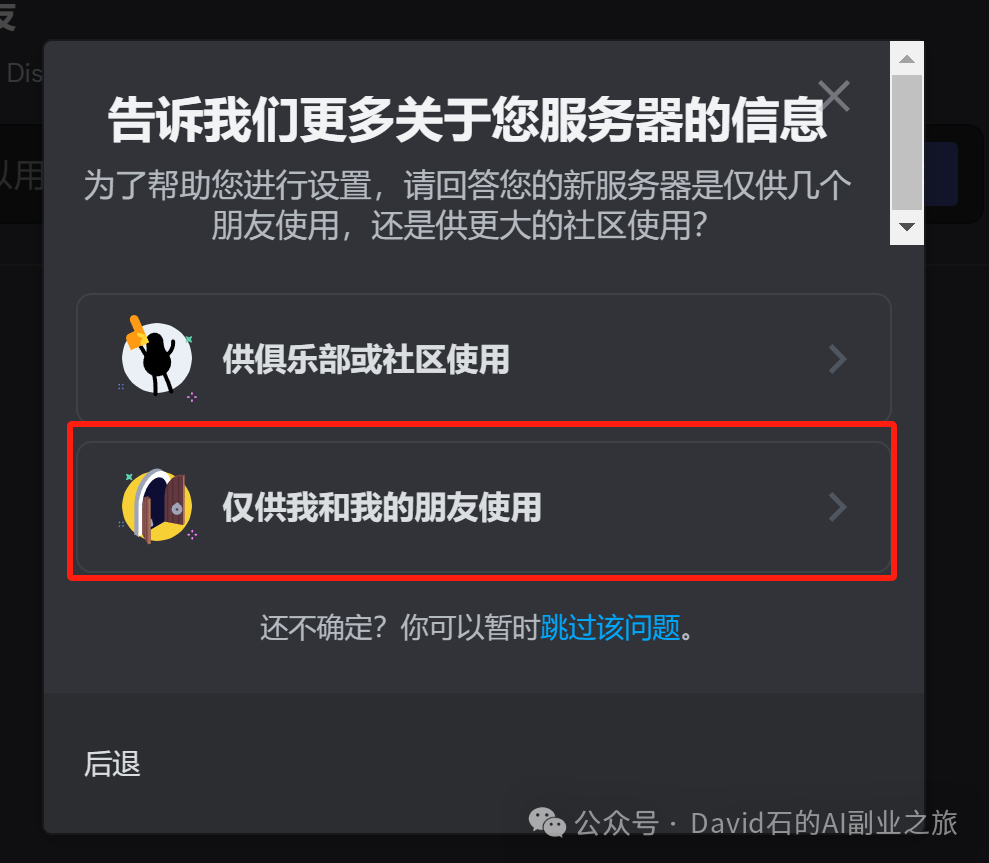 友
Dis
告诉我们更多关于您服务器的信息
为了帮助您进行设置，请回答您的新服务器是仅供几个
朋友使用，还是供更大的社区使用？
以用
供俱乐部或社区使用
仅供我和我的朋友使用
还不确定？你可以暂时跳过该问题。
后退
公众号 · David石的AI副业之旅